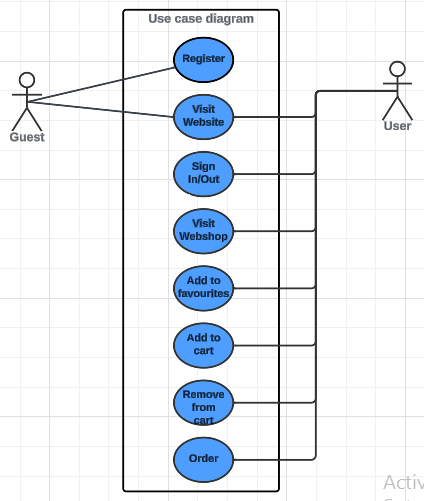 Use case diagram
Register
Visit
Website
Sign
In/Out
Visit
Webshop
Add to
favourites
Add to
cart
Remove
from
cart
Order
Guest
User
Activ